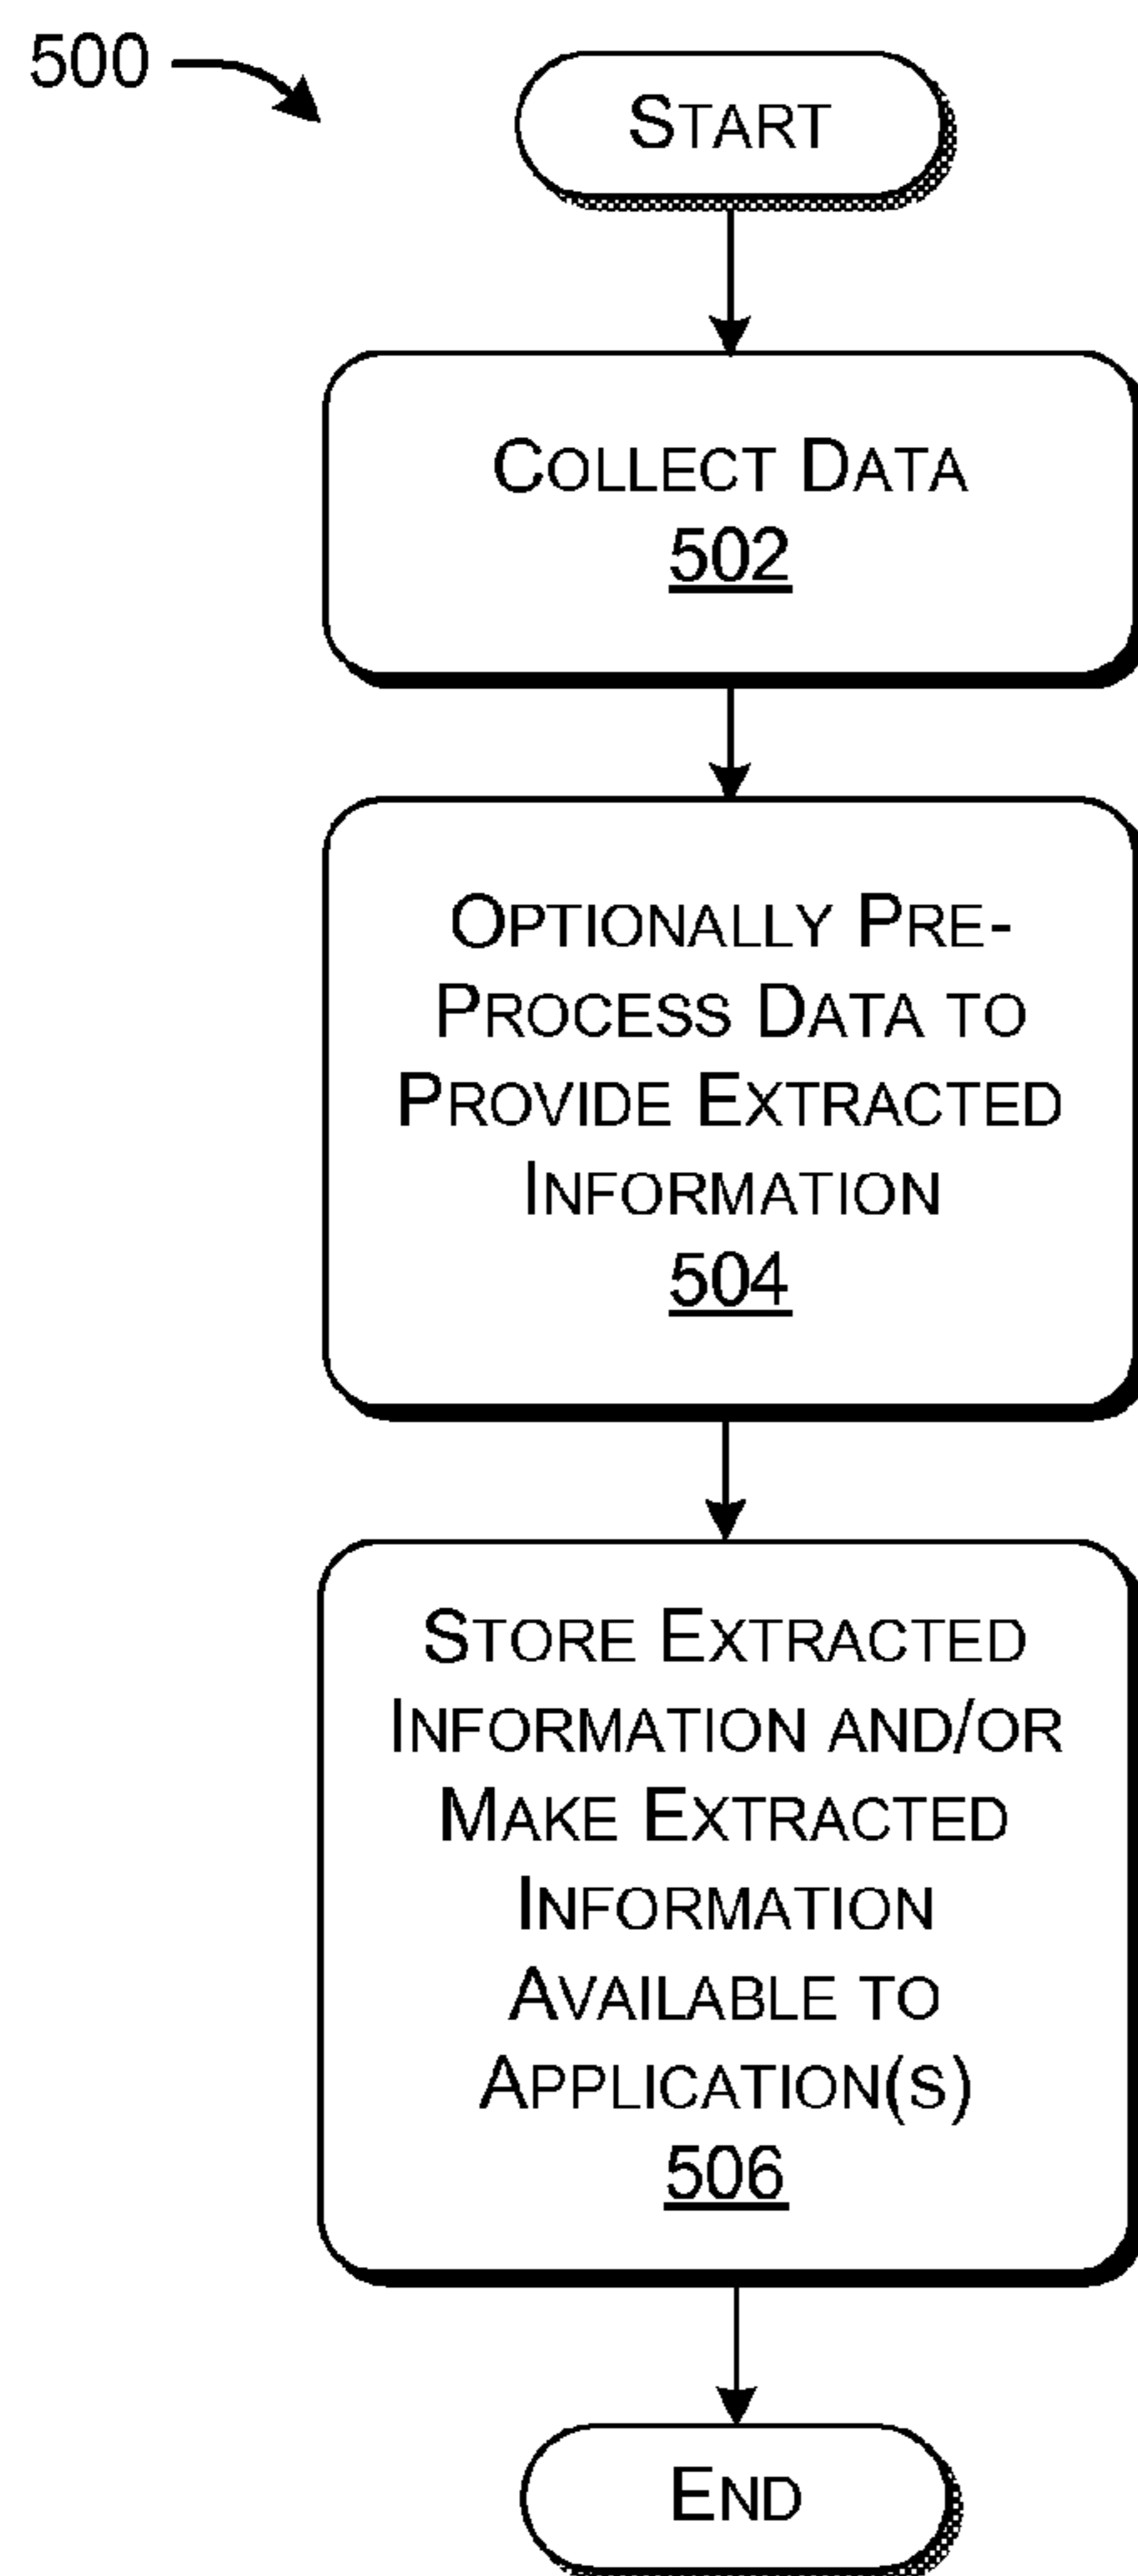 500
START
COLLECT DATA
502
OPTIONALLY PRE-
PROCESS DATA TO
PROVIDE EXTRACTED
INFORMATION
504
STORE EXTRACTED
INFORMATION AND/OR
MAKE EXTRACTED
INFORMATION
AVAILABLE TO
APPLICATION(S)
506
END